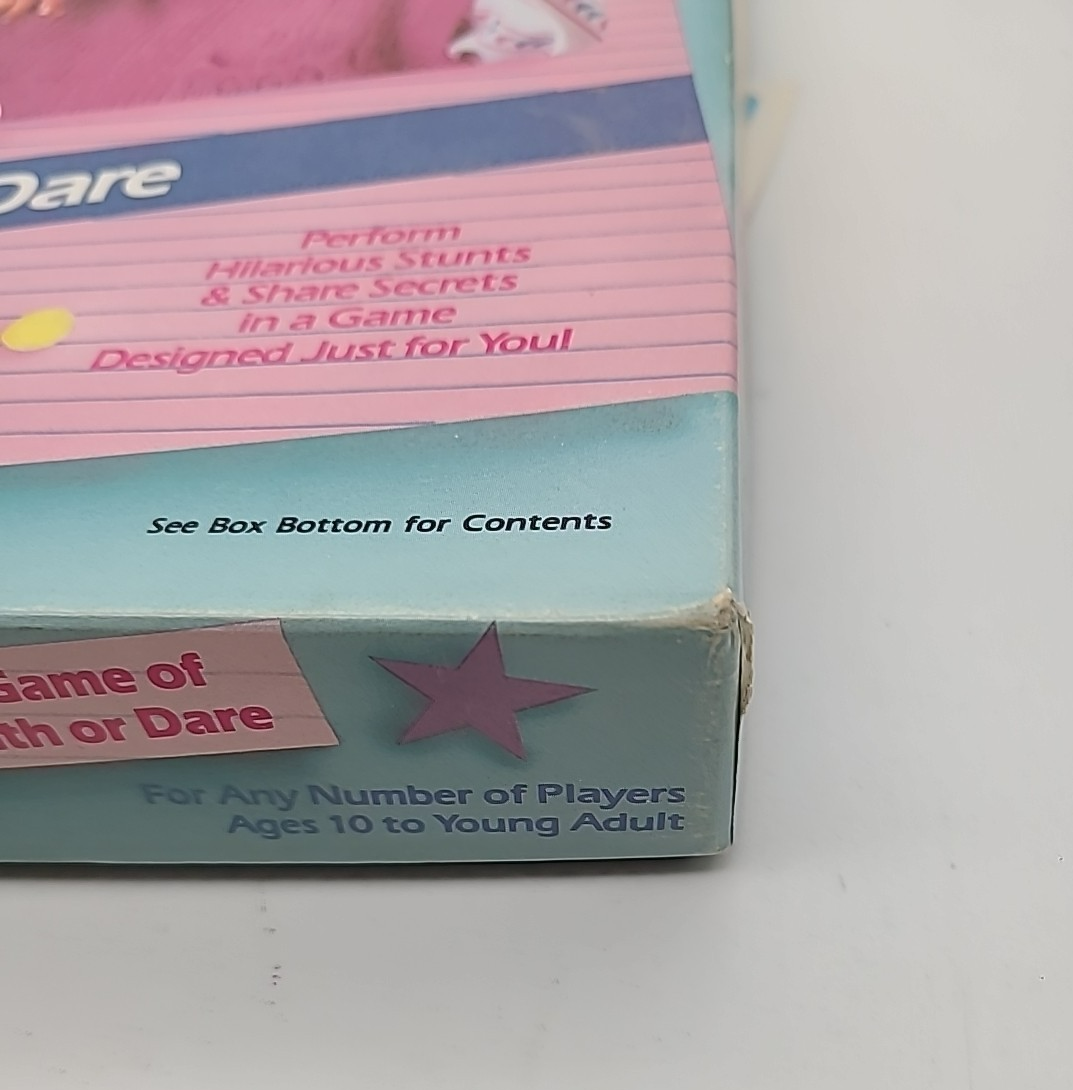 Dare
Perform
Hilarious Stunts
& Share Secrets
in a Game
Designed Just for You!
See Box Bottom for Contents
Game of
th or Dare
For Any Number of Players
Ages 10 to Young Adult